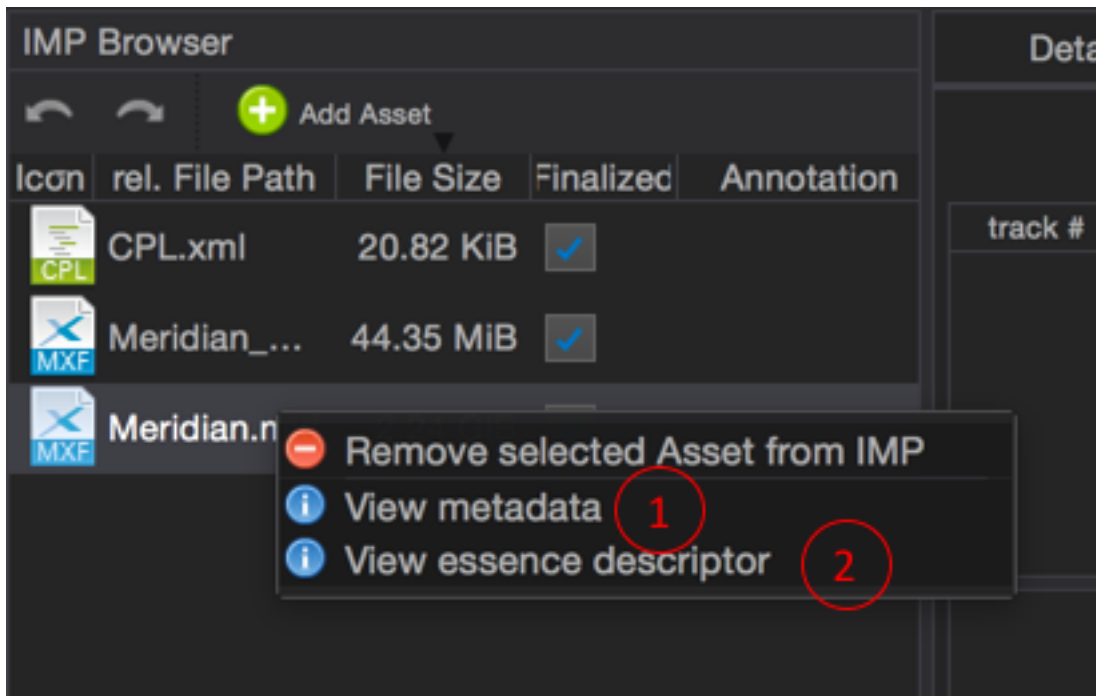 IMP Browser
Deta
Add Asset
Icon rel. File Path File Size Finalized Annotation
track #
CPL CPL.xml 20.82 KiB
MXF Meridian_... 44.35 MiB
MXF Meridian.n
Remove selected Asset from IMP
View metadata 1
View essence descriptor 2